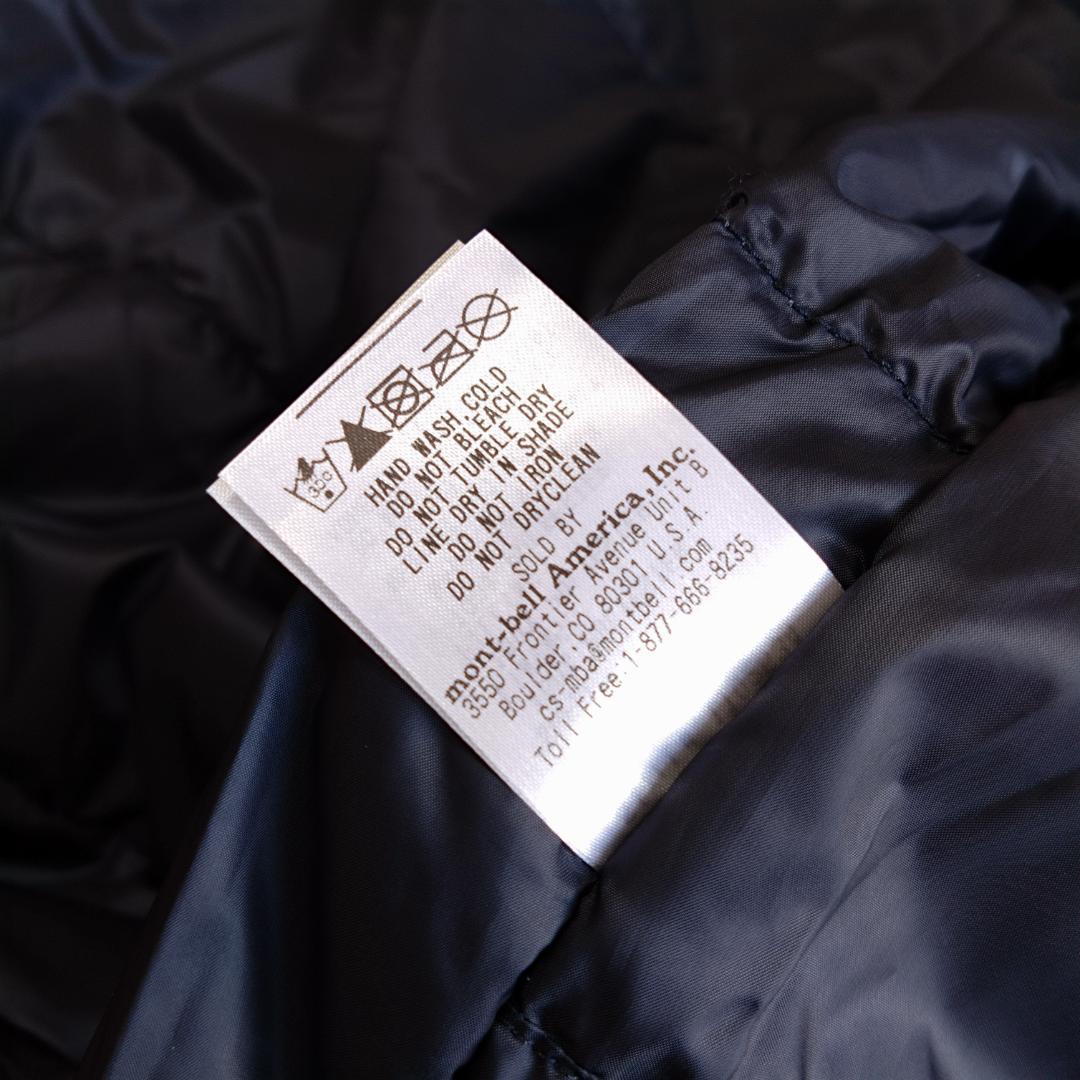 30C
HAND WASH,COLD
DO NOT BLEACH
DO NOT TUMBLE DRY
LINE DRY IN SHADE
DO NOT IRON
DO NOT DRYCLEAN
SOLD BY
mont-bell America, Inc.
3550 Frontier Avenue Unit B
Boulder,CO 80301 U.S.A.
cs-mba@montbell.com
Toll Free:1-877-666-8235